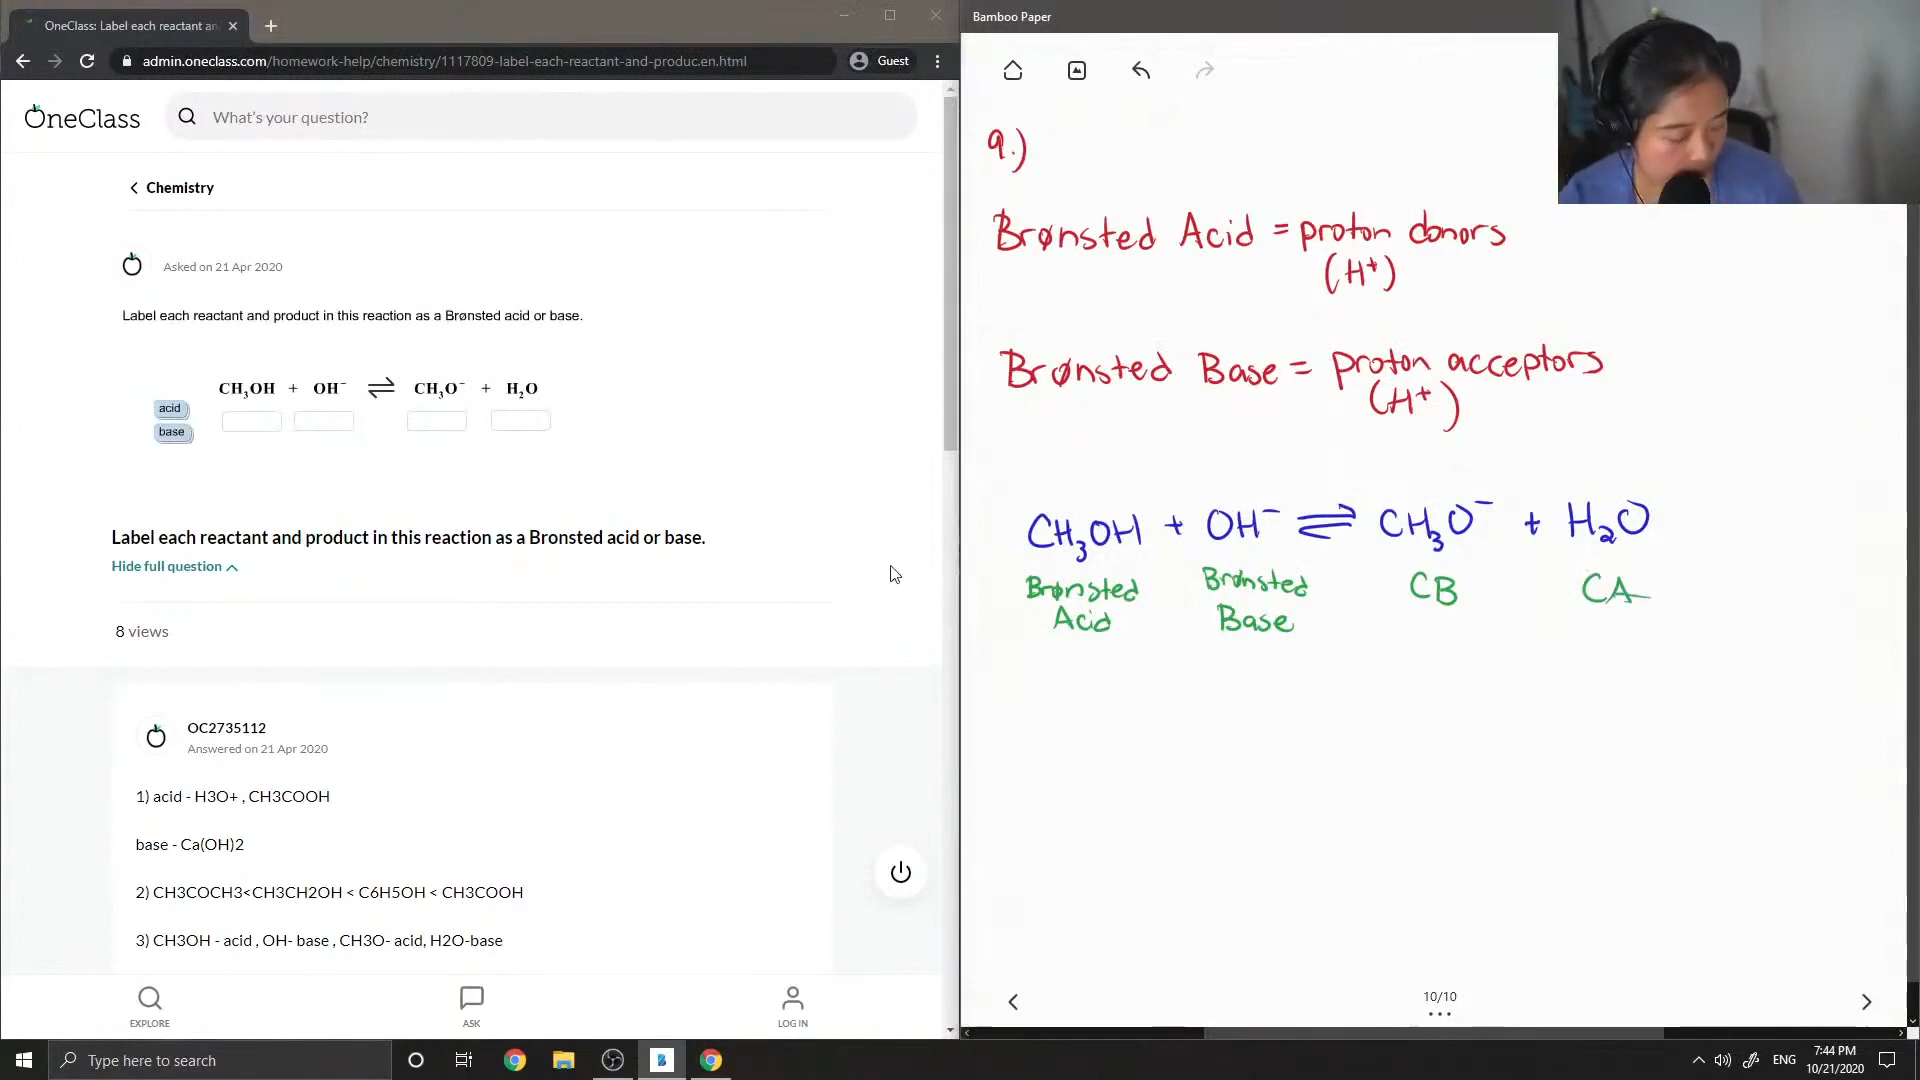 OneClass: Label each reactant an
admin.oneclass.com/homework-help/chemistry/1117809-label-each-reactant-and-produc.en.html
Guest
OneClass
What's your question?
Chemistry
Asked on 21 Apr 2020
Label each reactant and product in this reaction as a Brønsted acid or base.
CH₃OH + OH⁻ ⇌ CH₃O⁻ + H₂O
acid
base
Label each reactant and product in this reaction as a Bronsted acid or base.
Hide full question
8 views
OC2735112
Answered on 21 Apr 2020
1) acid - H3O+ , CH3COOH
base - Ca(OH)2
2) CH3COCH3<CH3CH2OH < C6H5OH < CH3COOH
3) CH3OH - acid , OH- base , CH3O- acid, H2O-base
EXPLORE
ASK
LOG IN
Bamboo Paper
9.)
Brønsted Acid = proton donors
(H⁺)
Brønsted Base = proton acceptors
(H⁺)
CH₃OH + OH⁻ ⇌ CH₃O⁻ + H₂O
Brønsted Brønsted CB CA
Acid Base
10/10
Type here to search
ENG
7:44 PM
10/21/2020